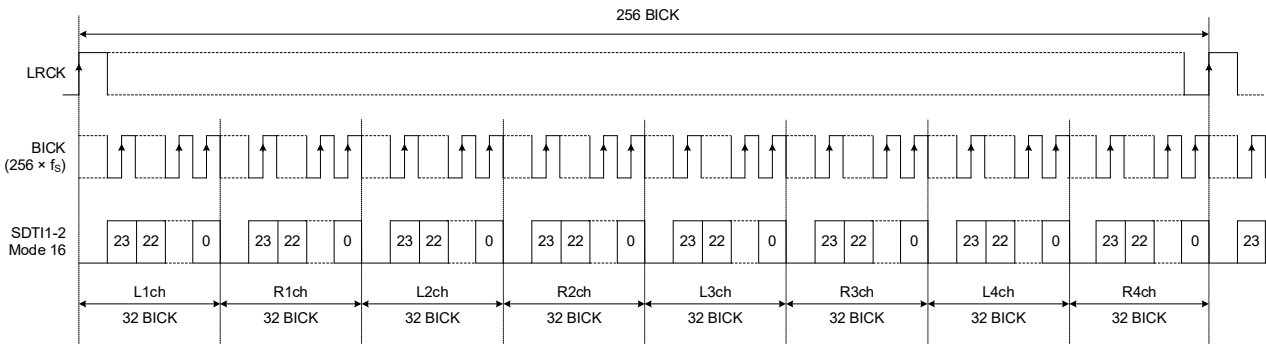 256 BICK
LRCK
BICK
(256 × fS)
SDTI1-2
Mode 16
23 22 0 23 22 0 23 22 0 23 22 0 23 22 0 23 22 0 23 22 0 23 22 0 23
L1ch R1ch L2ch R2ch L3ch R3ch L4ch R4ch
32 BICK 32 BICK 32 BICK 32 BICK 32 BICK 32 BICK 32 BICK 32 BICK